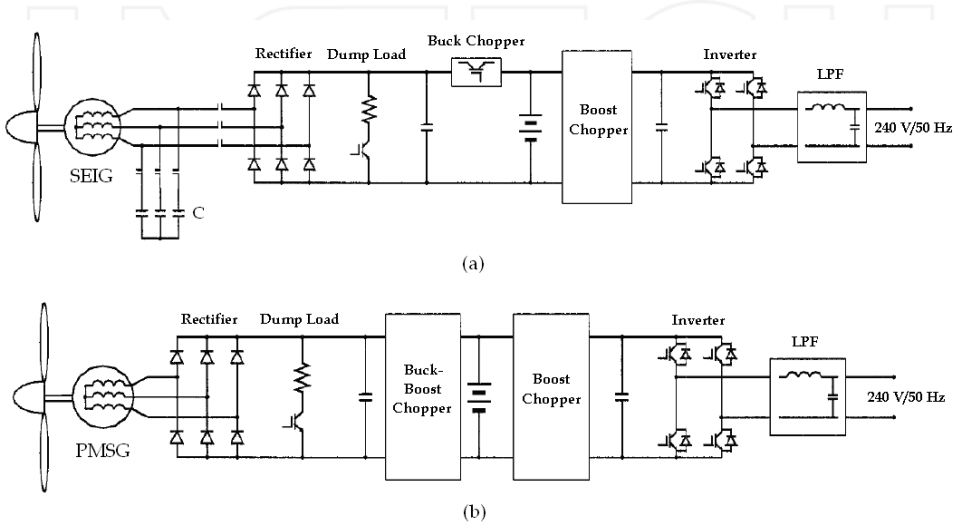 Rectifier Dump Load Buck Chopper Inverter
LPF
Boost
Chopper
240 V/50 Hz
SEIG
C
(a)
Rectifier Dump Load Inverter
LPF
Buck-
Boost
Chopper
Boost
Chopper
240 V/50 Hz
PMSG
(b)